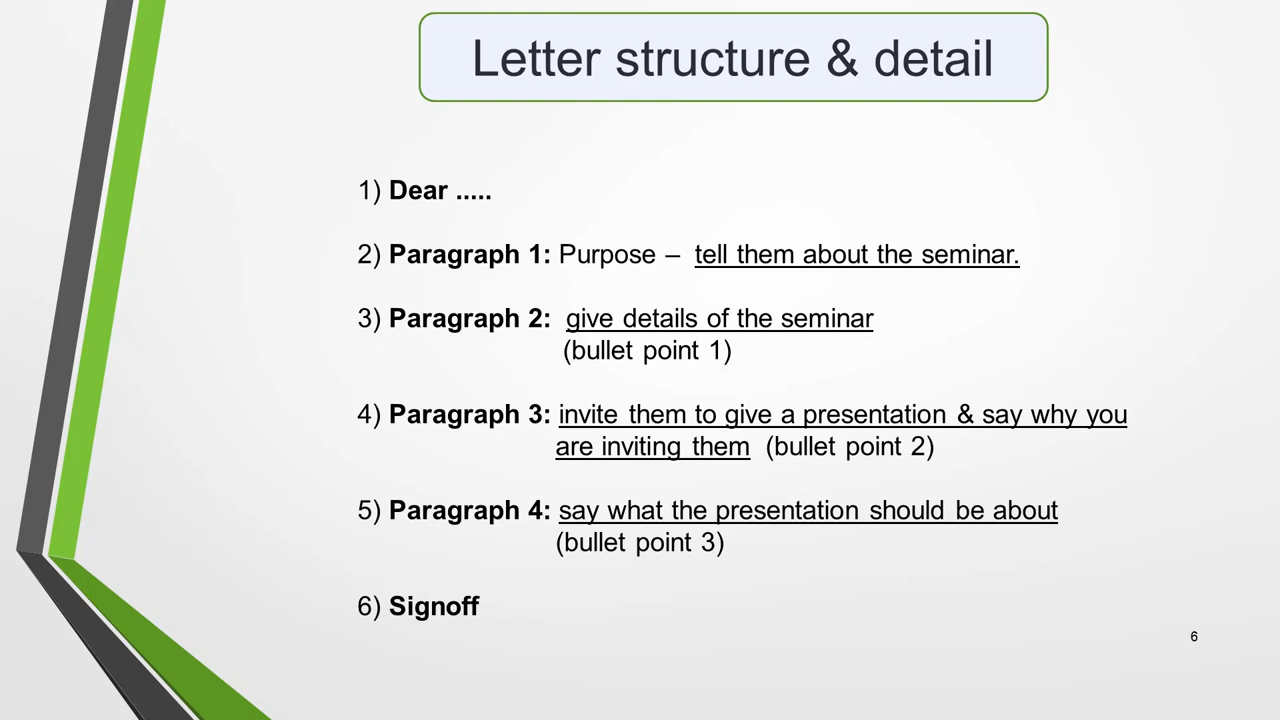 Letter structure & detail
1) Dear .....
2) Paragraph 1: Purpose – tell them about the seminar.
3) Paragraph 2: give details of the seminar
(bullet point 1)
4) Paragraph 3: invite them to give a presentation & say why you
are inviting them (bullet point 2)
5) Paragraph 4: say what the presentation should be about
(bullet point 3)
6) Signoff
6